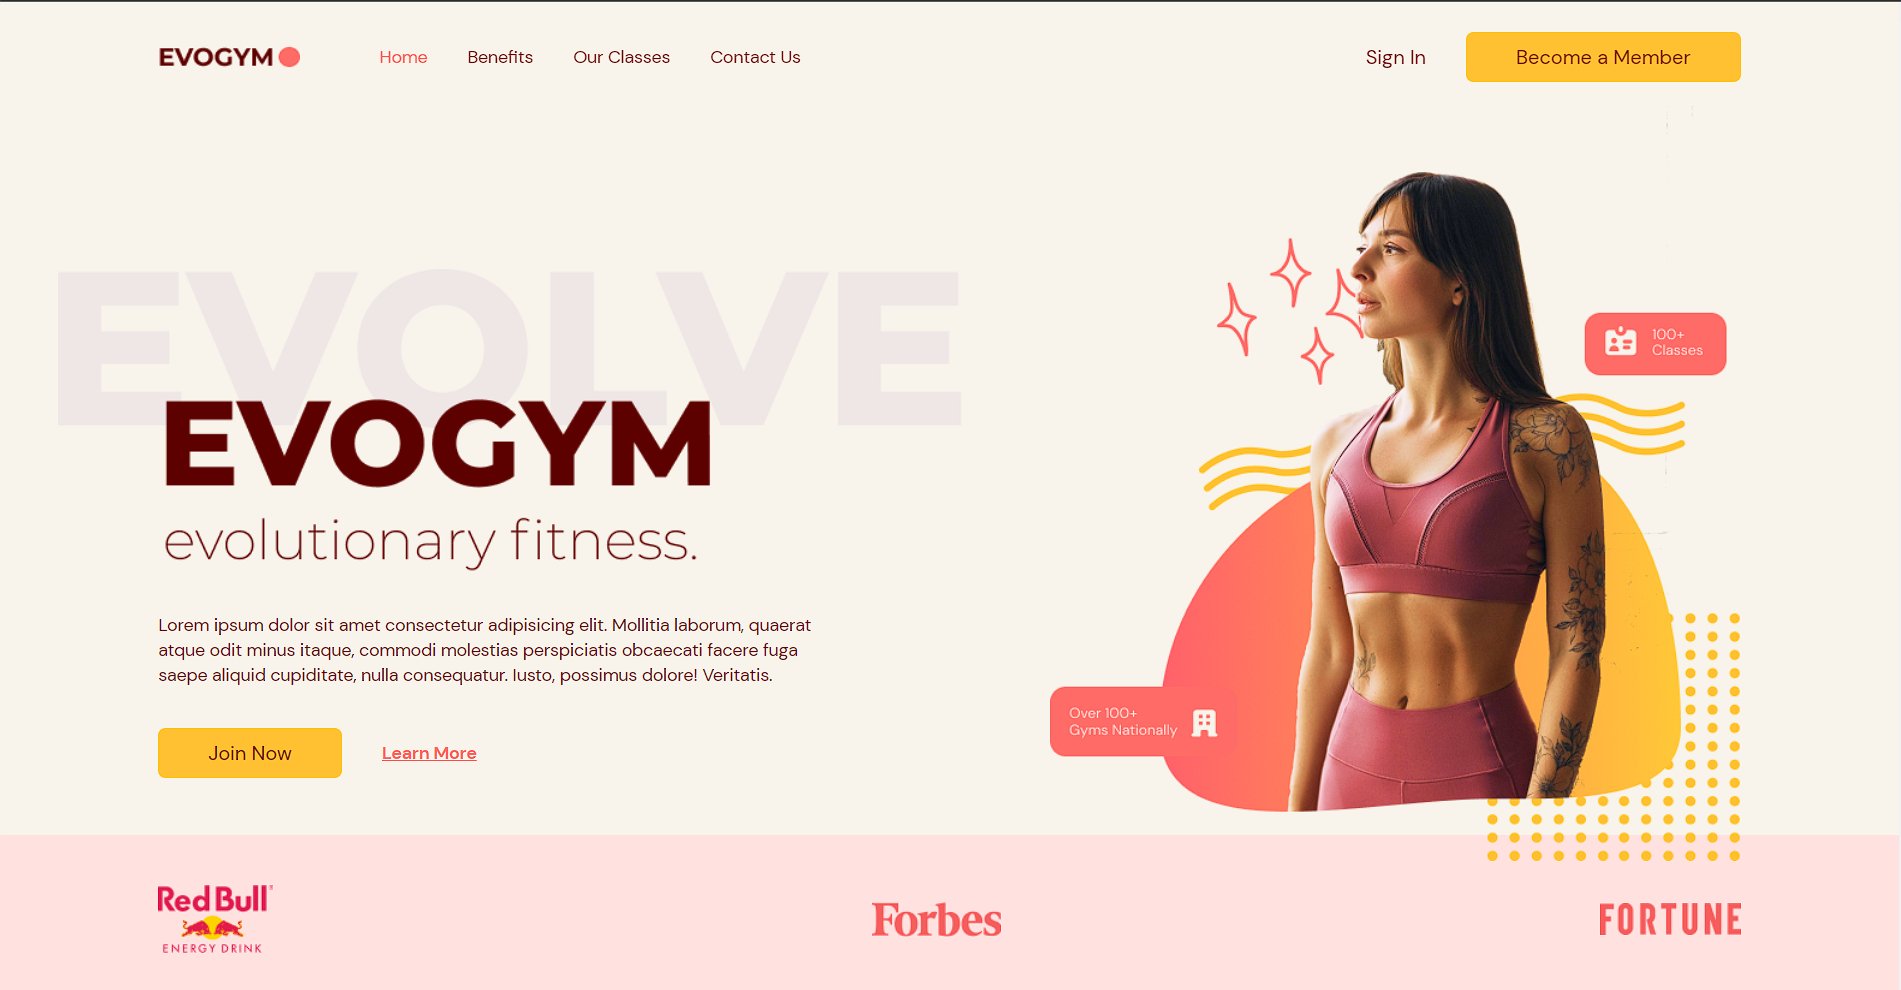 EVOGYM
Home
Benefits
Our Classes
Contact Us
Sign In
Become a Member
EVOLVE
EVOGYM
evolutionary fitness.
Lorem ipsum dolor sit amet consectetur adipisicing elit. Mollitia laborum, quaerat
atque odit minus itaque, commodi molestias perspiciatis obcaecati facere fuga
saepe aliquid cupiditate, nulla consequatur. Iusto, possimus dolore! Veritatis.
Join Now
Learn More
100+
Classes
Over 100+
Gyms Nationally
Red Bull
ENERGY DRINK
Forbes
FORTUNE